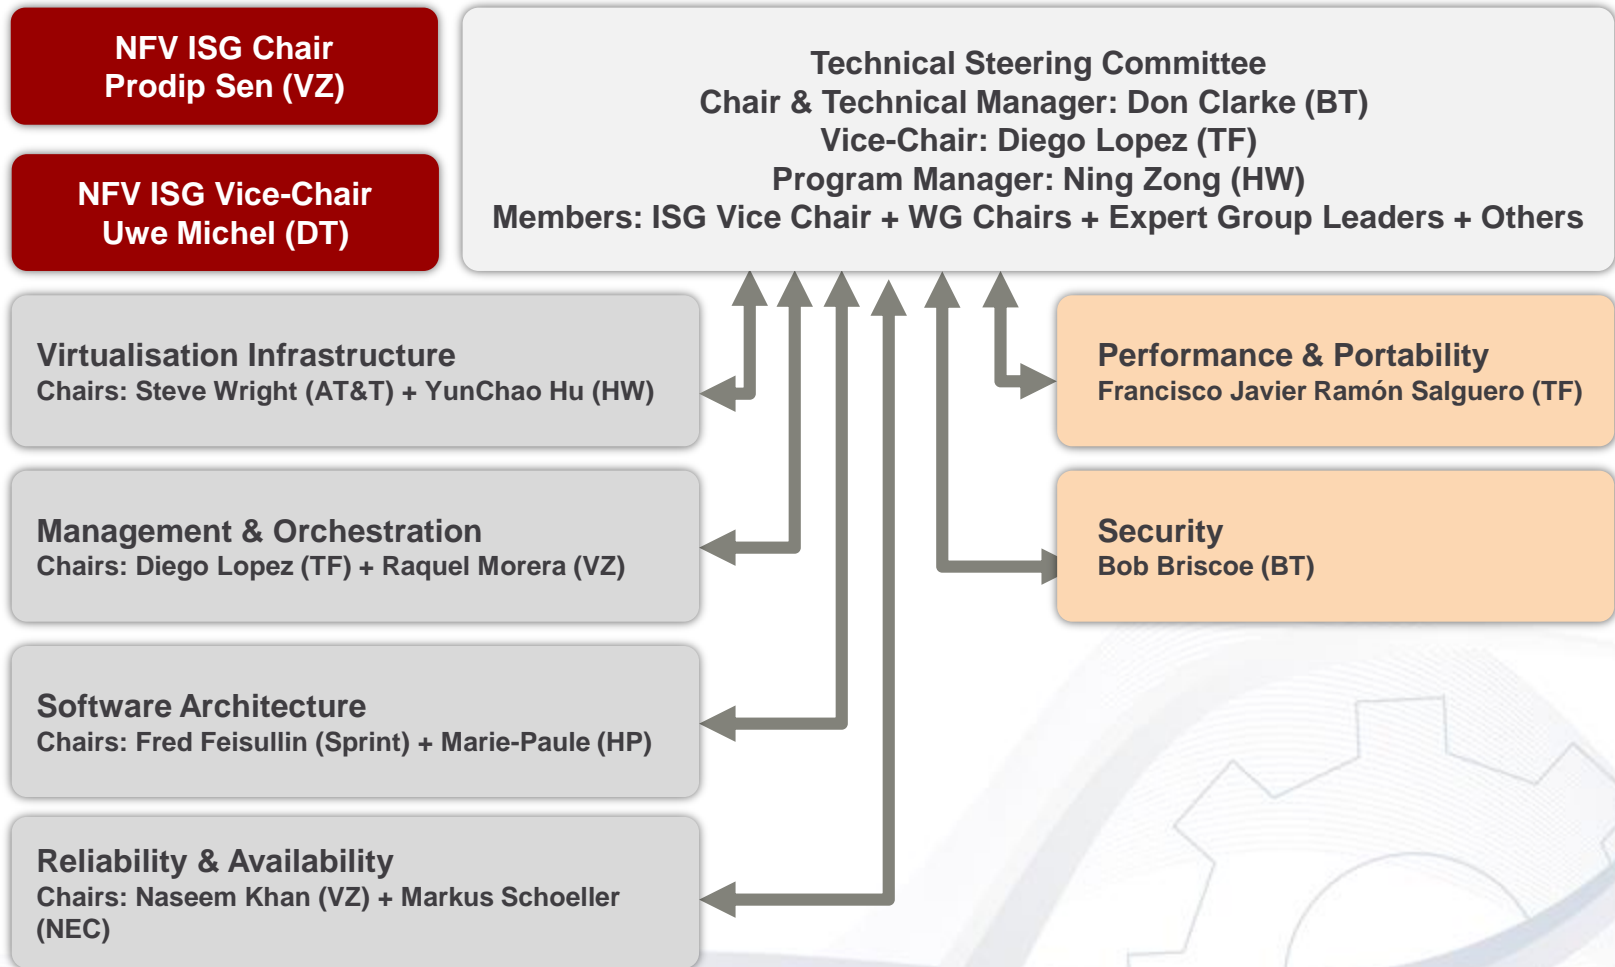 NFV ISG Chair
Prodip Sen (VZ)
NFV ISG Vice-Chair
Uwe Michel (DT)
Technical Steering Committee
Chair & Technical Manager: Don Clarke (BT)
Vice-Chair: Diego Lopez (TF)
Program Manager: Ning Zong (HW)
Members: ISG Vice Chair + WG Chairs + Expert Group Leaders + Others
Virtualisation Infrastructure
Chairs: Steve Wright (AT&T) + YunChao Hu (HW)
Management & Orchestration
Chairs: Diego Lopez (TF) + Raquel Morera (VZ)
Software Architecture
Chairs: Fred Feisullin (Sprint) + Marie-Paule (HP)
Reliability & Availability
Chairs: Naseem Khan (VZ) + Markus Schoeller
(NEC)
Performance & Portability
Francisco Javier Ramón Salguero (TF)
Security
Bob Briscoe (BT)